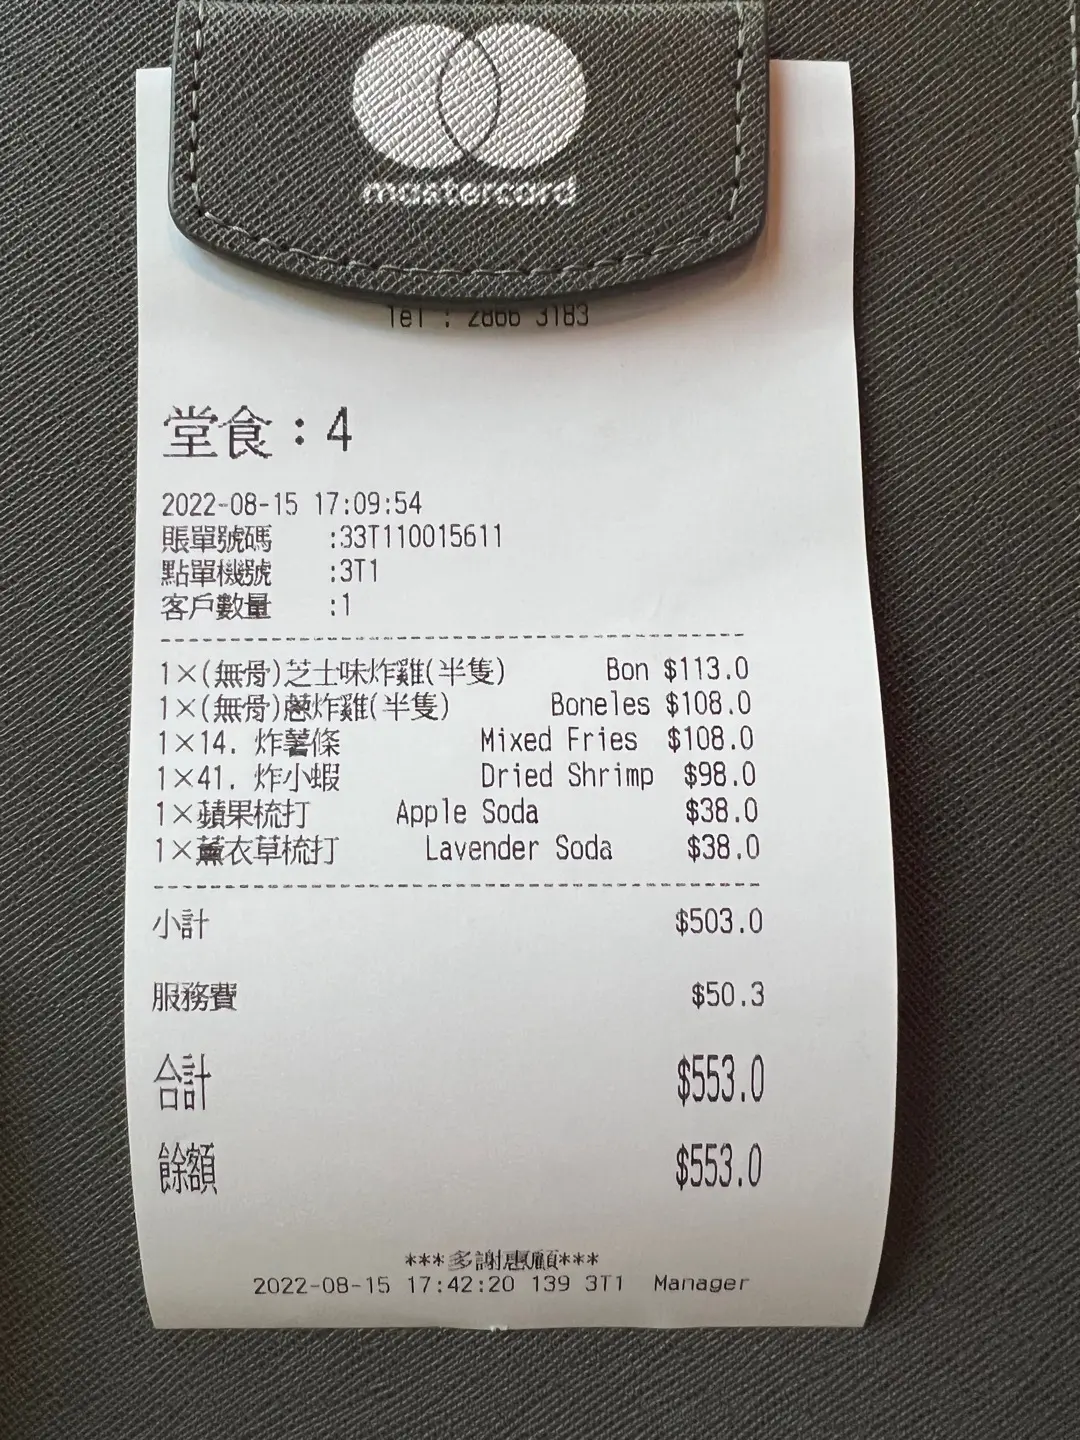 mastercard
Tel : 2866 3183
堂食：4
2022-08-15 17:09:54
賬單號碼 :33T110015611
點單機號 :3T1
客戶數量 :1
1×(無骨)芝士味炸雞(半隻) Bon $113.0
1×(無骨)蔥炸雞(半隻) Boneles $108.0
1×14. 炸薯條 Mixed Fries $108.0
1×41. 炸小蝦 Dried Shrimp $98.0
1×蘋果梳打 Apple Soda $38.0
1×薰衣草梳打 Lavender Soda $38.0
小計 $503.0
服務費 $50.3
合計 $553.0
餘額 $553.0
***多謝惠顧***
2022-08-15 17:42:20 139 3T1 Manager